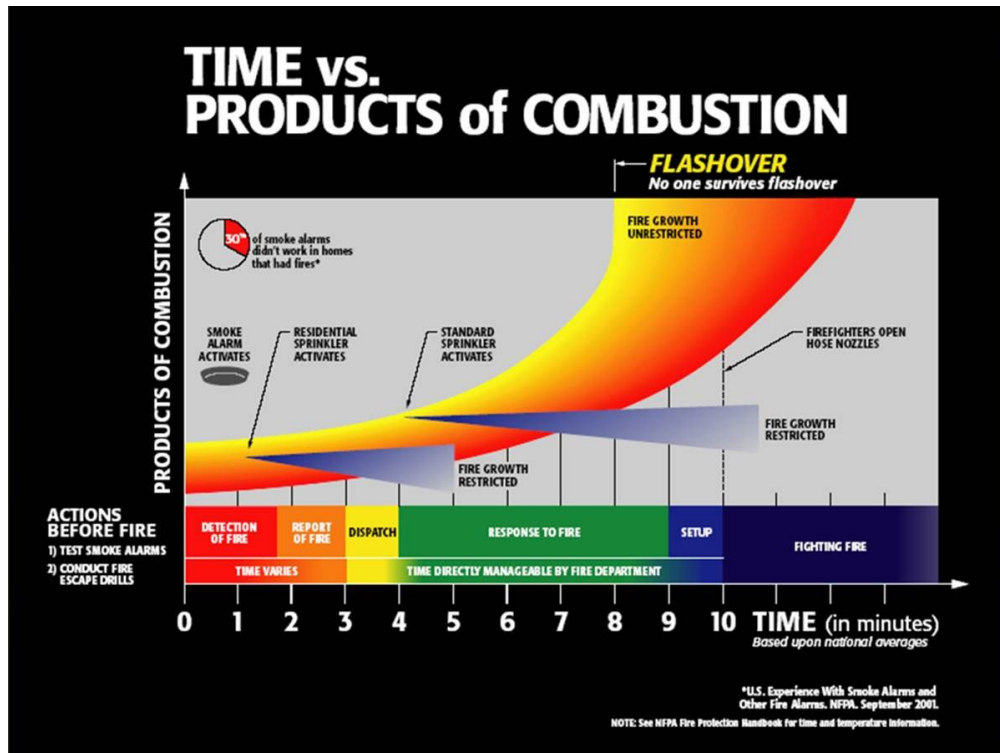 TIME vs.
PRODUCTS of COMBUSTION
FLASHOVER
No one survives flashover
PRODUCTS OF COMBUSTION
30%
of smoke alarms
didn't work in homes
that had fires*
FIRE GROWTH
UNRESTRICTED
SMOKE
ALARM
ACTIVATES
RESIDENTIAL
SPRINKLER
ACTIVATES
STANDARD
SPRINKLER
ACTIVATES
FIREFIGHTERS OPEN
HOSE NOZZLES
FIRE GROWTH
RESTRICTED
FIRE GROWTH
RESTRICTED
ACTIONS
BEFORE FIRE
1) TEST SMOKE ALARMS
2) CONDUCT FIRE
ESCAPE DRILLS
DETECTION
OF FIRE
REPORT
OF FIRE
DISPATCH
RESPONSE TO FIRE
SETUP
FIGHTING FIRE
TIME VARIES
TIME DIRECTLY MANAGEABLE BY FIRE DEPARTMENT
0 1 2 3 4 5 6 7 8 9 10 TIME (in minutes)
Based upon national averages
*U.S. Experience With Smoke Alarms and
Other Fire Alarms. NFPA. September 2001.
NOTE: See NFPA Fire Protection Handbook for time and temperature information.